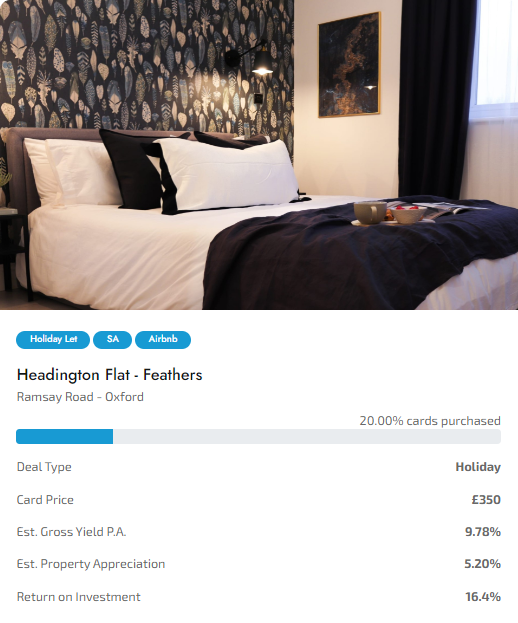 Holiday Let SA Airbnb
Headington Flat - Feathers
Ramsay Road - Oxford
20.00% cards purchased
Deal Type Holiday
Card Price £350
Est. Gross Yield P.A. 9.78%
Est. Property Appreciation 5.20%
Return on Investment 16.4%